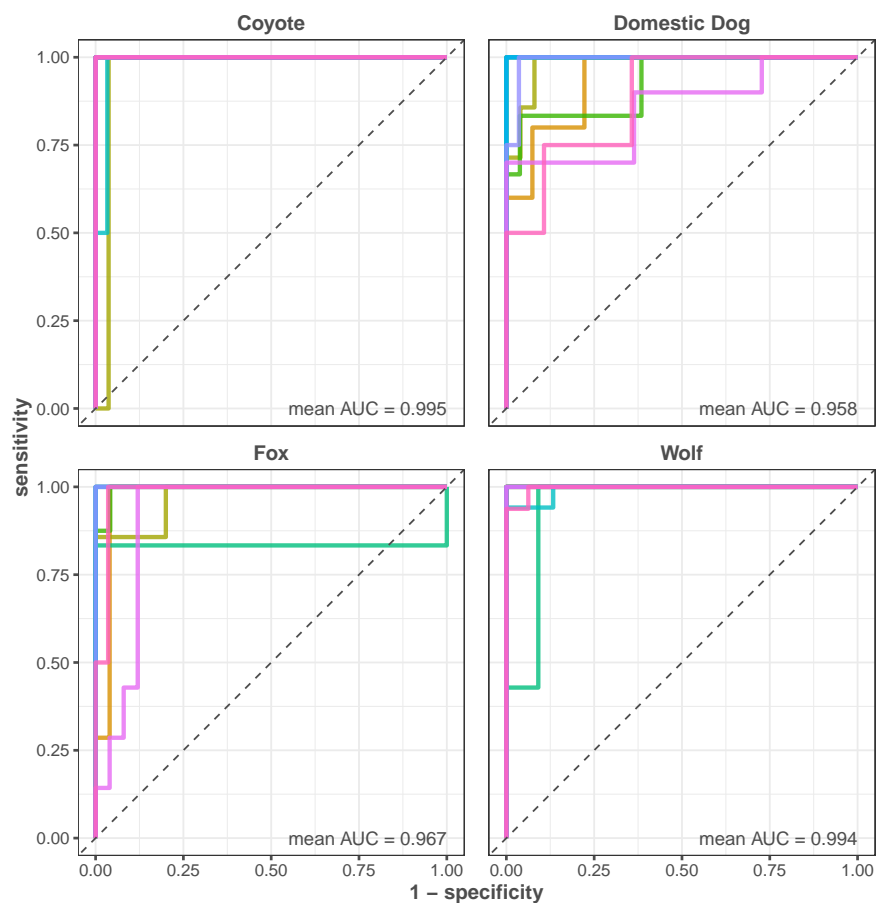 Coyote
Domestic Dog
1.00
0.75
0.50
0.25
0.00
mean AUC = 0.995
mean AUC = 0.958
sensitivity
Fox
Wolf
1.00
0.75
0.50
0.25
0.00
mean AUC = 0.967
mean AUC = 0.994
0.00 0.25 0.50 0.75 1.00
0.00 0.25 0.50 0.75 1.00
1 − specificity